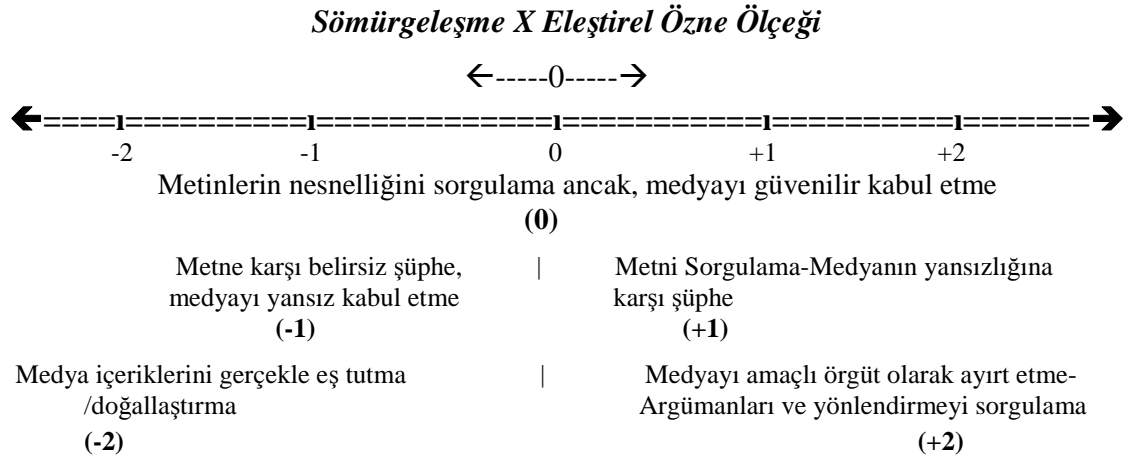 Sömürgeleşme X Eleştirel Özne Ölçeği
←-----0-----→
←====ı==========ı=============ı===========ı==========ı=======→
-2 -1 0 +1 +2
Metinlerin nesnelliğini sorgulama ancak, medyayı güvenilir kabul etme
(0)
Metne karşı belirsiz şüphe, | Metni Sorgulama-Medyanın yansızlığına
medyayı yansız kabul etme karşı şüphe
(-1) (+1)
Medya içeriklerini gerçekle eş tutma | Medyayı amaçlı örgüt olarak ayırt etme-
/doğallaştırma Argümanları ve yönlendirmeyi sorgulama
(-2) (+2)